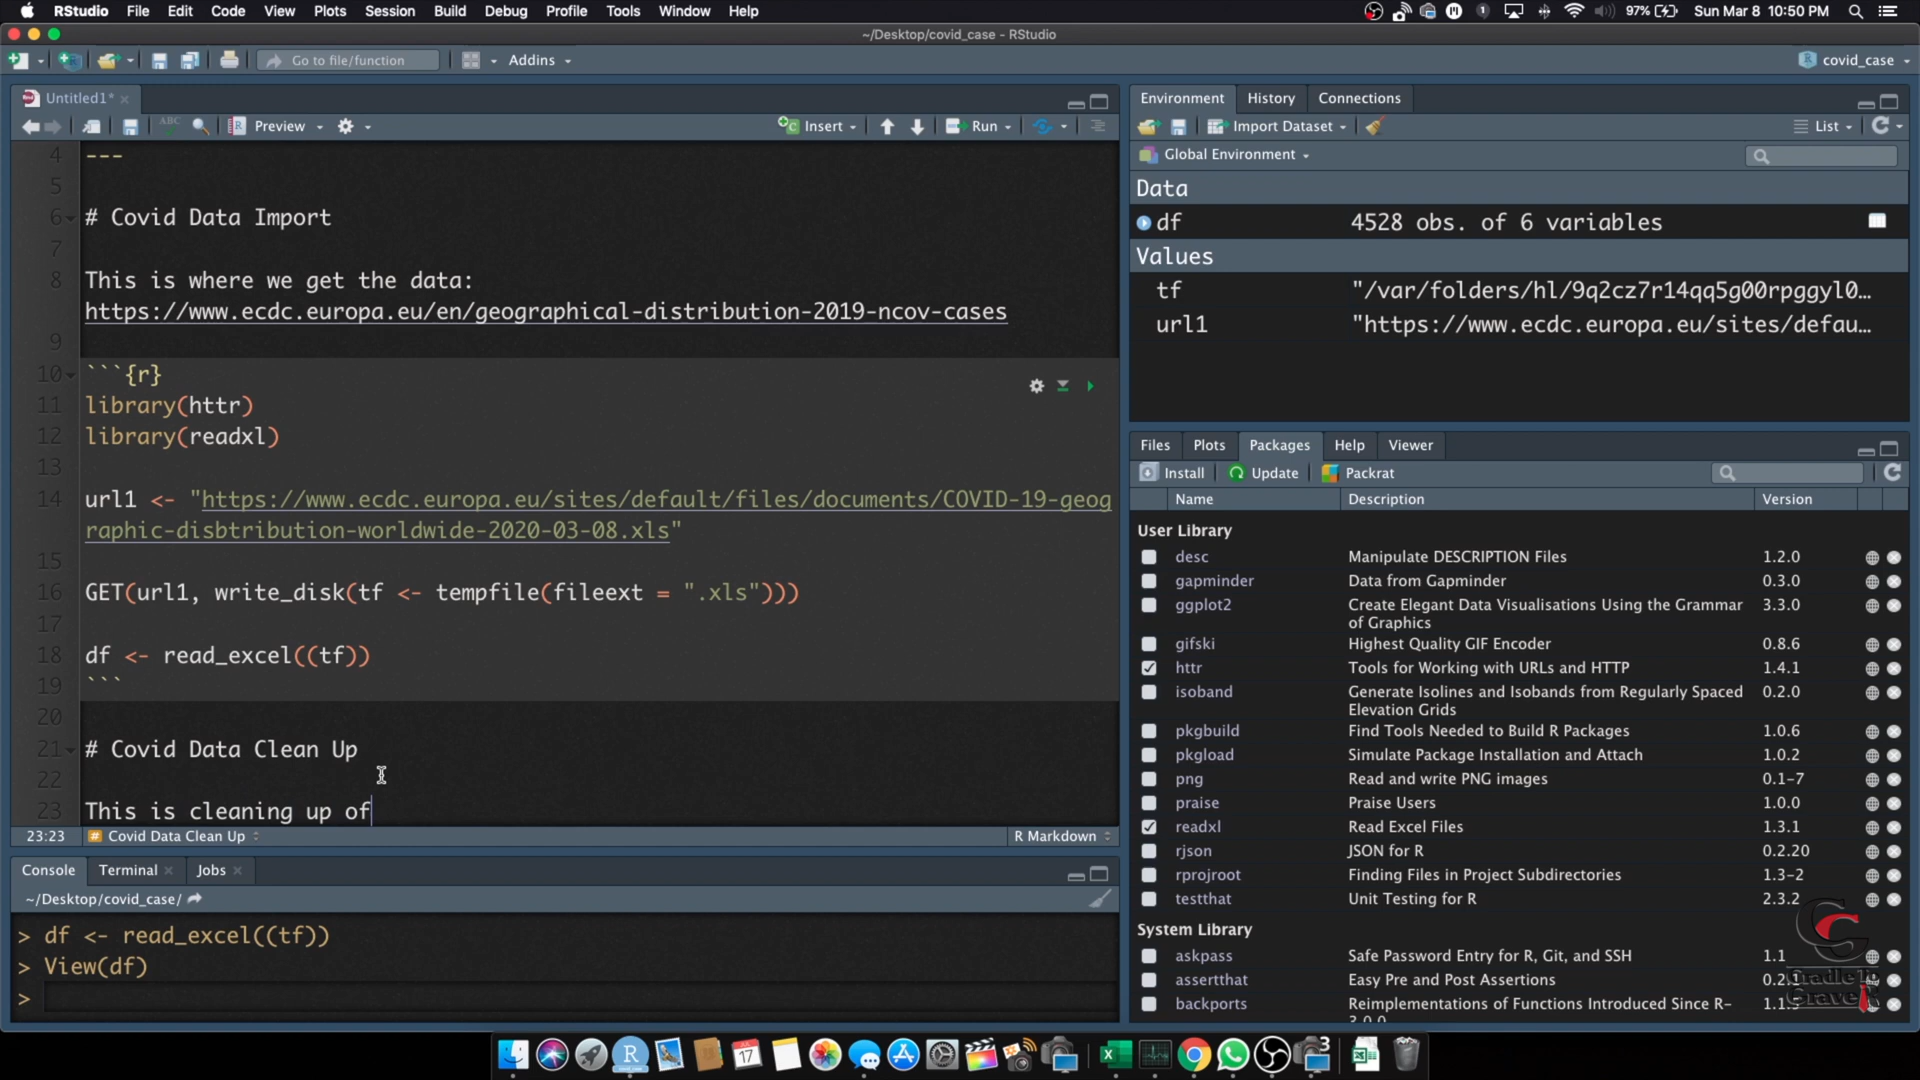 RStudio File Edit Code View Plots Session Build Debug Profile Tools Window Help
97% Sun Mar 8 10:50 PM
~/Desktop/covid_case - RStudio
Go to file/function Addins covid_case
Untitled1*
ABC Preview Insert Run
4 ---
5
6 # Covid Data Import
7
8 This is where we get the data:
https://www.ecdc.europa.eu/en/geographical-distribution-2019-ncov-cases
9
10 ```{r}
11 library(httr)
12 library(readxl)
13
14 url1 <- "https://www.ecdc.europa.eu/sites/default/files/documents/COVID-19-geog
raphic-disbtribution-worldwide-2020-03-08.xls"
15
16 GET(url1, write_disk(tf <- tempfile(fileext = ".xls")))
17
18 df <- read_excel((tf))
19 ```
20
21 # Covid Data Clean Up
22
23 This is cleaning up of
23:23 # Covid Data Clean Up R Markdown
Console Terminal Jobs
~/Desktop/covid_case/
> df <- read_excel((tf))
> View(df)
>
Environment History Connections
Import Dataset List
Global Environment
Data
df 4528 obs. of 6 variables
Values
tf "/var/folders/hl/9q2cz7r14qq5g00rpggyl0…
url1 "https://www.ecdc.europa.eu/sites/defau…
Files Plots Packages Help Viewer
Install Update Packrat
Name Description Version
User Library
desc Manipulate DESCRIPTION Files 1.2.0
gapminder Data from Gapminder 0.3.0
ggplot2 Create Elegant Data Visualisations Using the Grammar 3.3.0
of Graphics
gifski Highest Quality GIF Encoder 0.8.6
httr Tools for Working with URLs and HTTP 1.4.1
isoband Generate Isolines and Isobands from Regularly Spaced 0.2.0
Elevation Grids
pkgbuild Find Tools Needed to Build R Packages 1.0.6
pkgload Simulate Package Installation and Attach 1.0.2
png Read and write PNG images 0.1-7
praise Praise Users 1.0.0
readxl Read Excel Files 1.3.1
rjson JSON for R 0.2.20
rprojroot Finding Files in Project Subdirectories 1.3-2
testthat Unit Testing for R 2.3.2
System Library
askpass Safe Password Entry for R, Git, and SSH 1.1
assertthat Easy Pre and Post Assertions
backports Reimplementations of Functions Introduced Since R-
3.0.0
Cradle To
Grave R
JUL
17
3